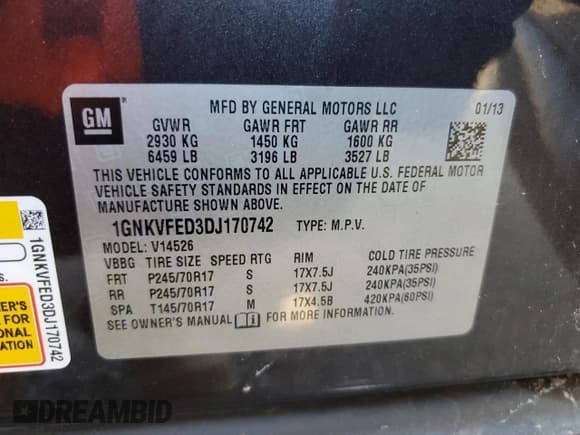 GM
MFD BY GENERAL MOTORS LLC 01/13
GVWR GAWR FRT GAWR RR
2930 KG 1450 KG 1600 KG
6459 LB 3196 LB 3527 LB
THIS VEHICLE CONFORMS TO ALL APPLICABLE U.S. FEDERAL MOTOR
VEHICLE SAFETY STANDARDS IN EFFECT ON THE DATE OF
MANUFACTURE SHOWN ABOVE.
1GNKVFED3DJ170742 TYPE: M.P.V.
MODEL: V14526
VBBG TIRE SIZE SPEED RTG RIM COLD TIRE PRESSURE
FRT P245/70R17 S 17X7.5J 240KPA(35PSI)
RR P245/70R17 S 17X7.5J 240KPA(35PSI)
SPA T145/70R17 M 17X4.5B 420KPA(60PSI)
SEE OWNER'S MANUAL FOR MORE INFORMATION.
1GNKVFED3DJ170742
S.
ER'S
FOR
ONAL
ATION
DREAMBID